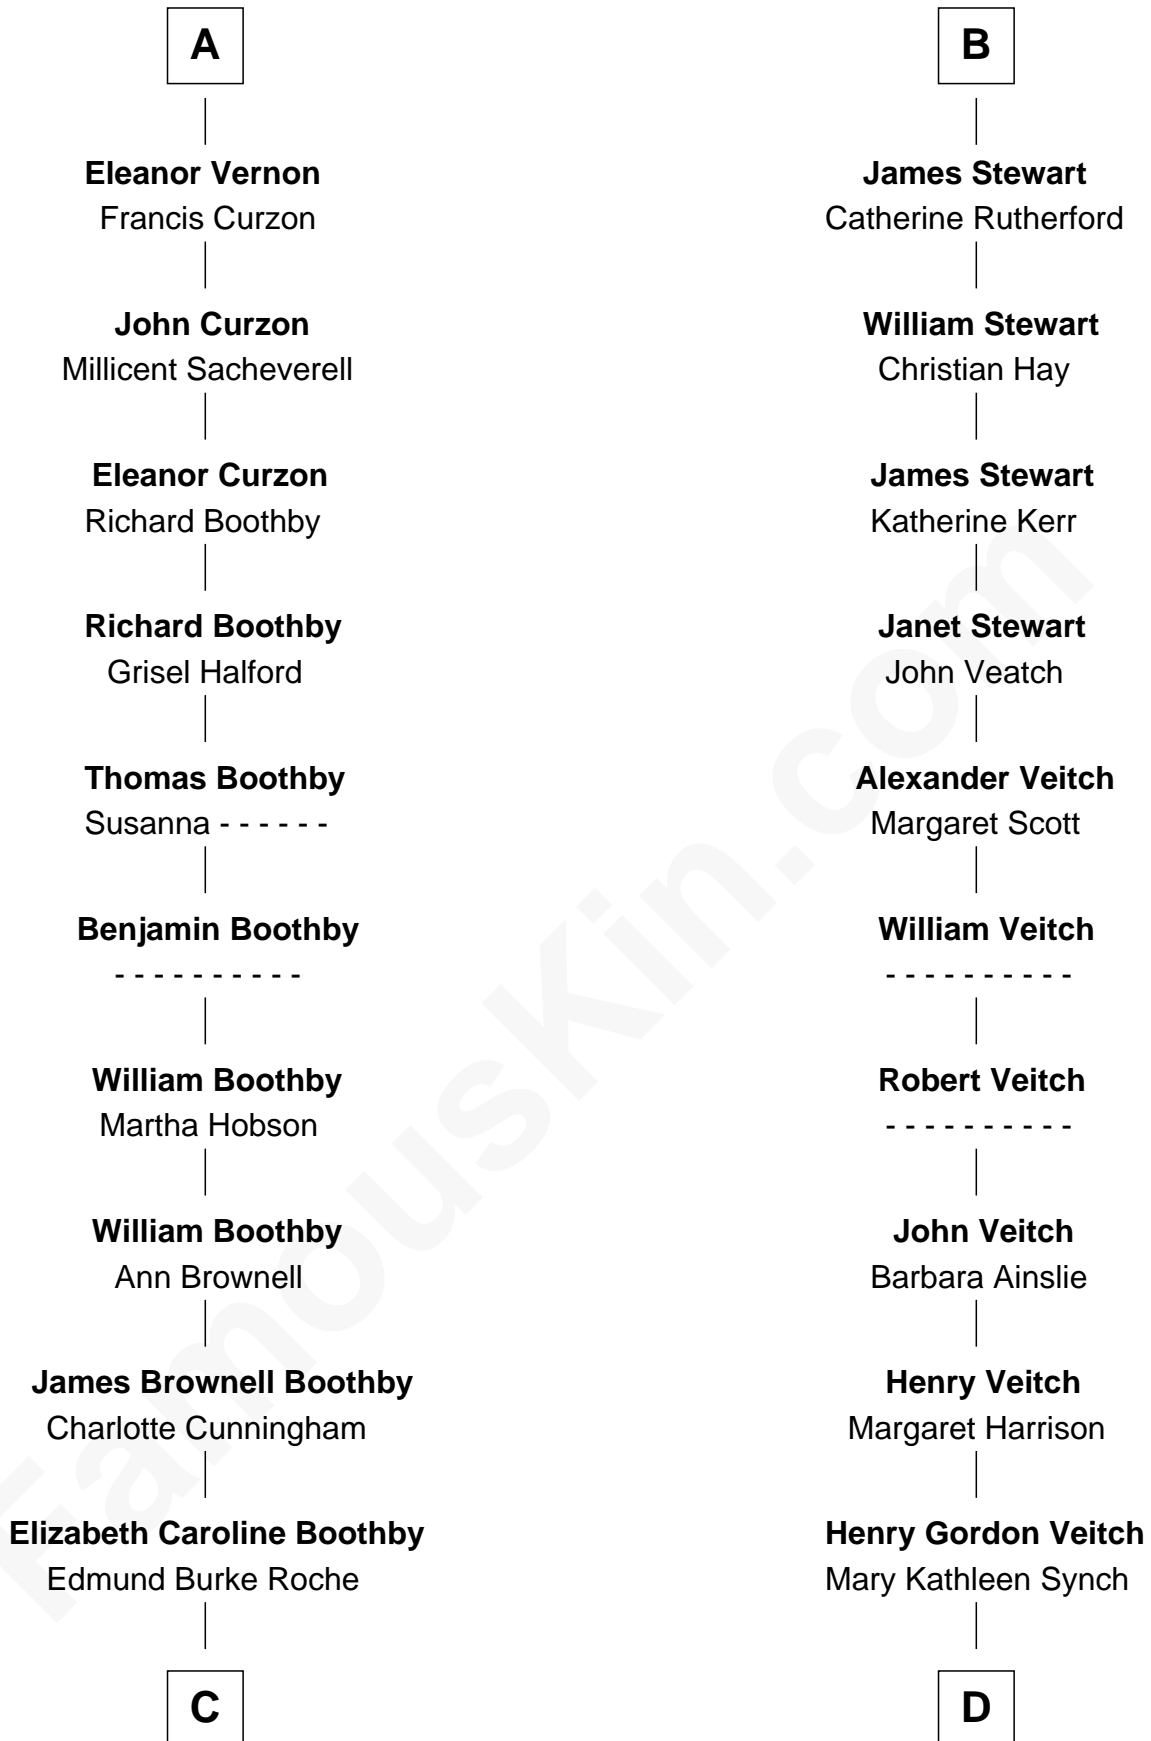 A
Eleanor Vernon
Francis Curzon
John Curzon
Millicent Sacheverell
Eleanor Curzon
Richard Boothby
Richard Boothby
Grisel Halford
Thomas Boothby
Susanna - - - - - -
Benjamin Boothby
- - - - - - - - - -
William Boothby
Martha Hobson
William Boothby
Ann Brownell
James Brownell Boothby
Charlotte Cunningham
Elizabeth Caroline Boothby
Edmund Burke Roche
C
B
James Stewart
Catherine Rutherford
William Stewart
Christian Hay
James Stewart
Katherine Kerr
Janet Stewart
John Veatch
Alexander Veitch
Margaret Scott
William Veitch
- - - - - - - - - -
Robert Veitch
- - - - - - - - - -
John Veitch
Barbara Ainslie
Henry Veitch
Margaret Harrison
Henry Gordon Veitch
Mary Kathleen Synch
D
FamousKin.com